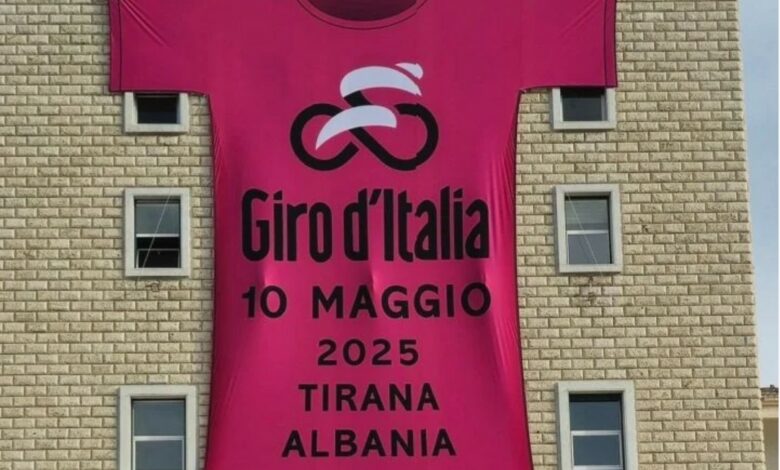 Giro d'Italia
10 MAGGIO
2025
TIRANA
ALBANIA